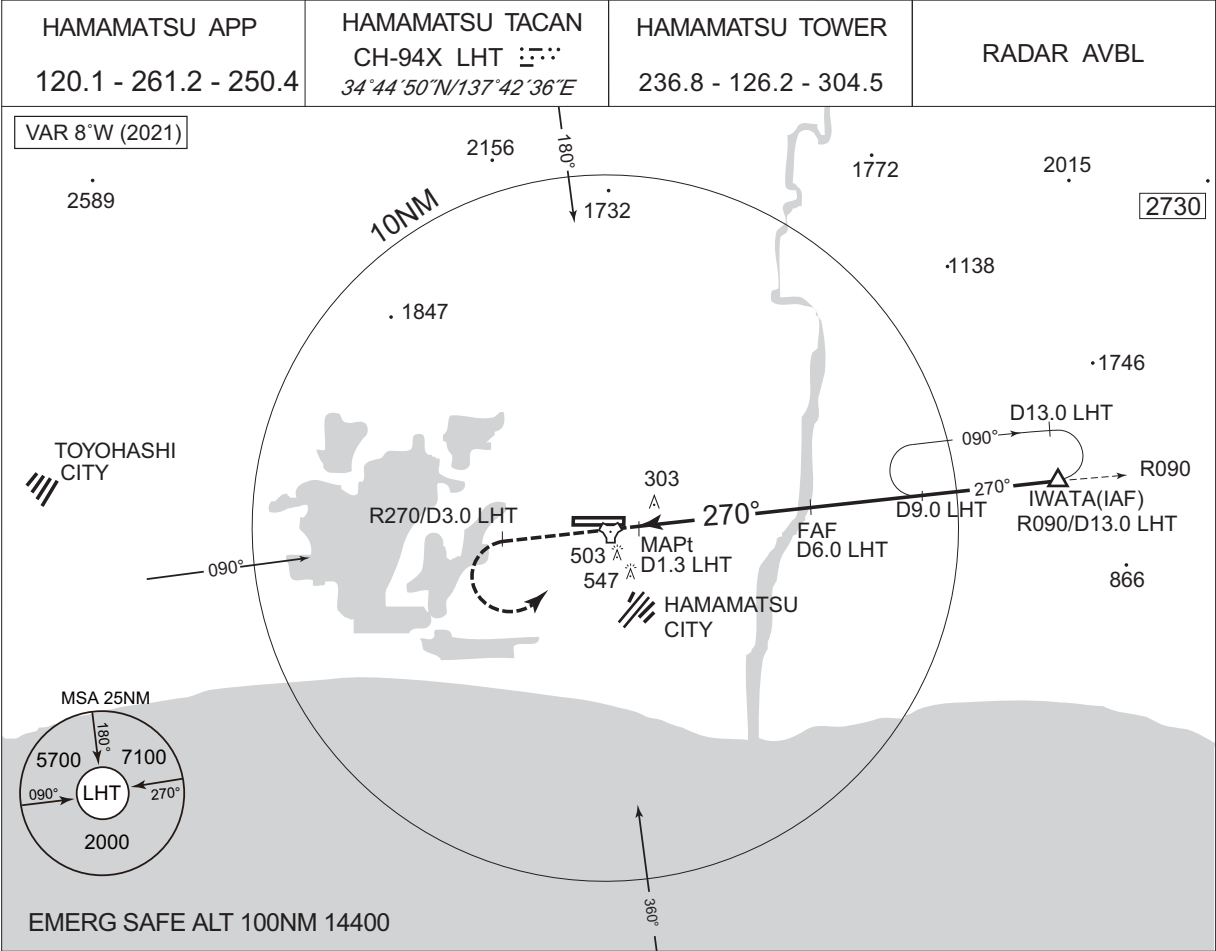 HAMAMATSU APP
120.1 - 261.2 - 250.4
HAMAMATSU TACAN
CH-94X LHT
34°44´50˝N/137°42´36˝E
HAMAMATSU TOWER
236.8 - 126.2 - 304.5
RADAR AVBL
VAR 8˚W (2021)
2589
2156
180°
1732
10NM
1772
2015
2730
1138
1847
1746
D13.0 LHT
090°
TOYOHASHI
CITY
303
R270/D3.0 LHT
270°
270°
R090
IWATA(IAF)
R090/D13.0 LHT
D9.0 LHT
FAF
D6.0 LHT
MAPt
D1.3 LHT
503
547
090°
866
HAMAMATSU
CITY
MSA 25NM
180°
5700
7100
090°
LHT
270°
2000
360°
EMERG SAFE ALT 100NM 14400